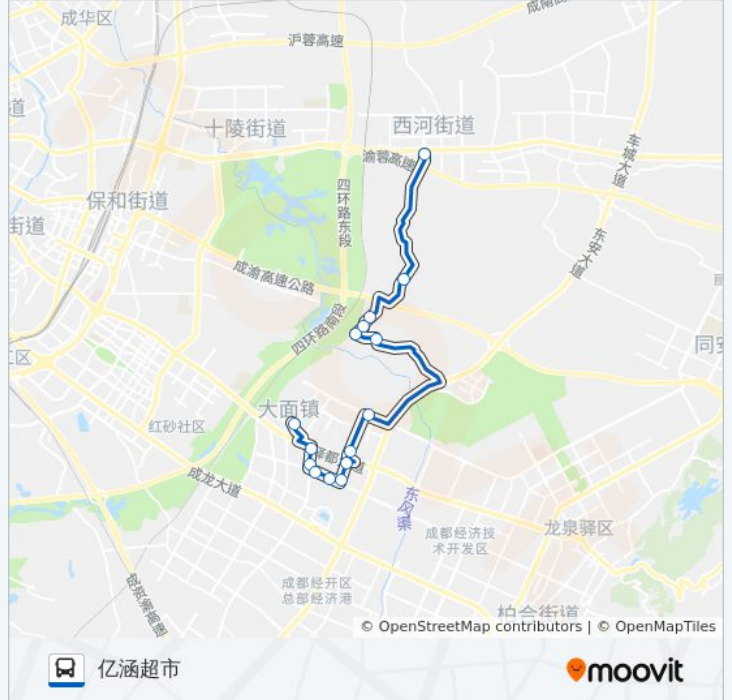 成华区
成南高速
沪蓉高速
道
十陵街道
西河街道
渝蓉高速
车城大道
四环路东段
保和街道
街道
东安大道
成渝高速公路
四环路南段
同安
工区
大面镇
红砂社区
驿都
道
成龙大道
东风渠
成都经济技
术开发区
龙泉驿区
成资渝高速
成都经开区
总部经济港
柏合街道
© OpenStreetMap contributors | © OpenMapTiles
亿涵超市
moovit